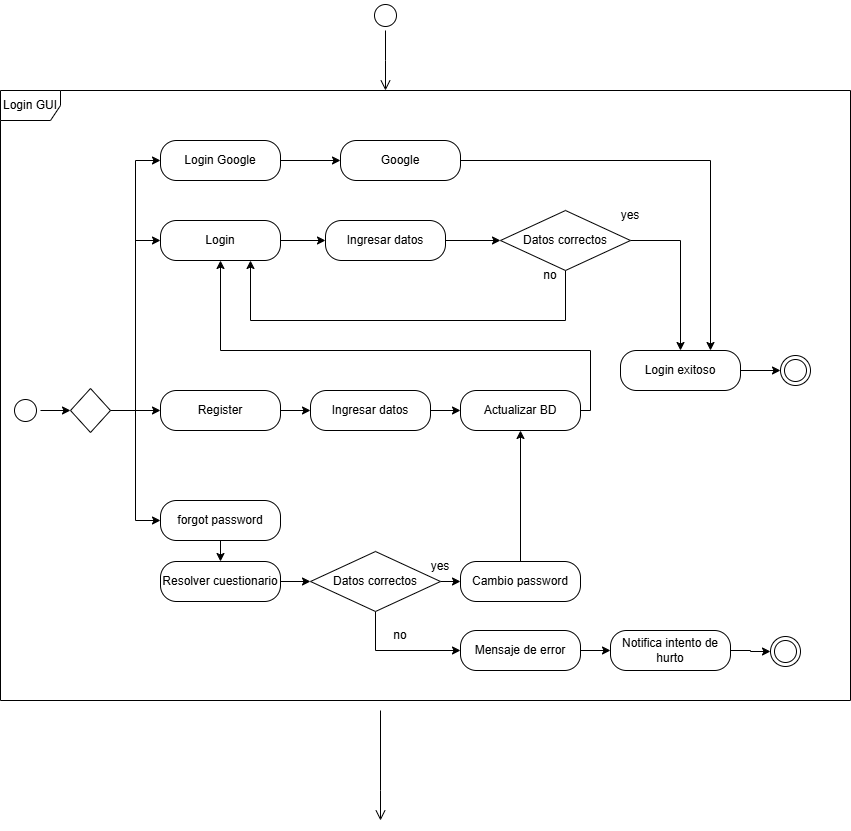 Login GUI
Login Google
Google
yes
Login
Ingresar datos
Datos correctos
no
Login exitoso
Register
Ingresar datos
Actualizar BD
forgot password
yes
Resolver cuestionario
Datos correctos
Cambio password
no
Mensaje de error
Notifica intento de
hurto